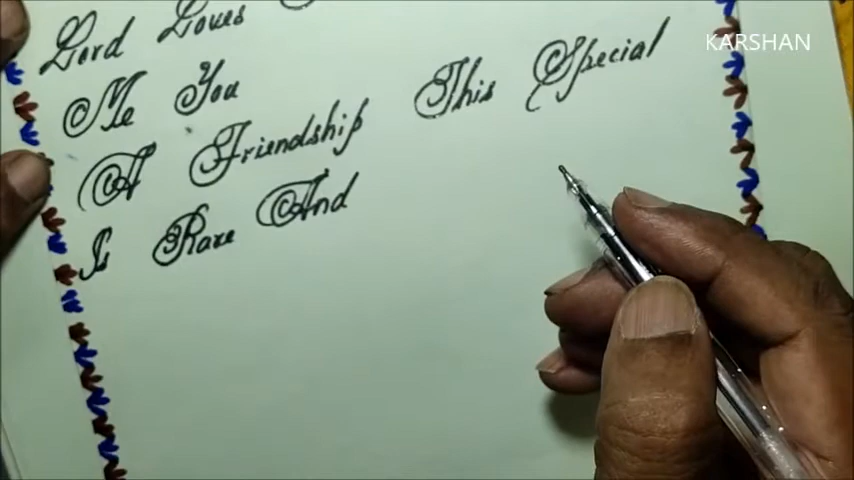 Lord Loves
KARSHAN
Me You
A Friendship This Special
Is Rare And